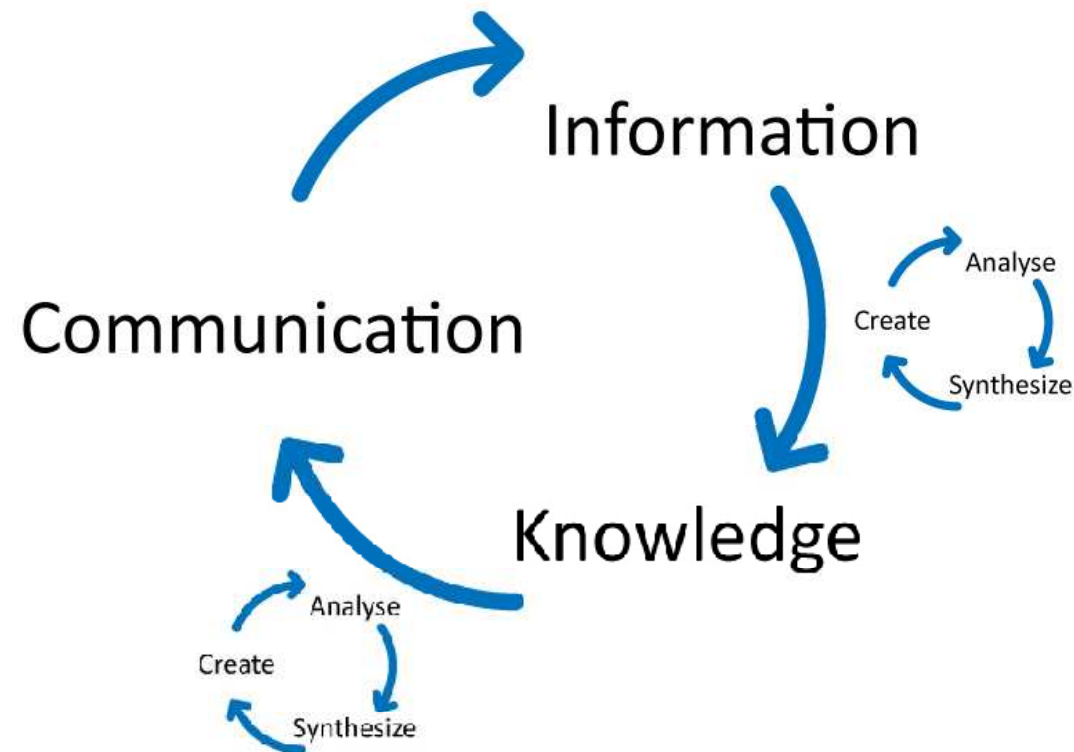 Information
Analyse
Create
Synthesize
Communication
Knowledge
Analyse
Create
Synthesize